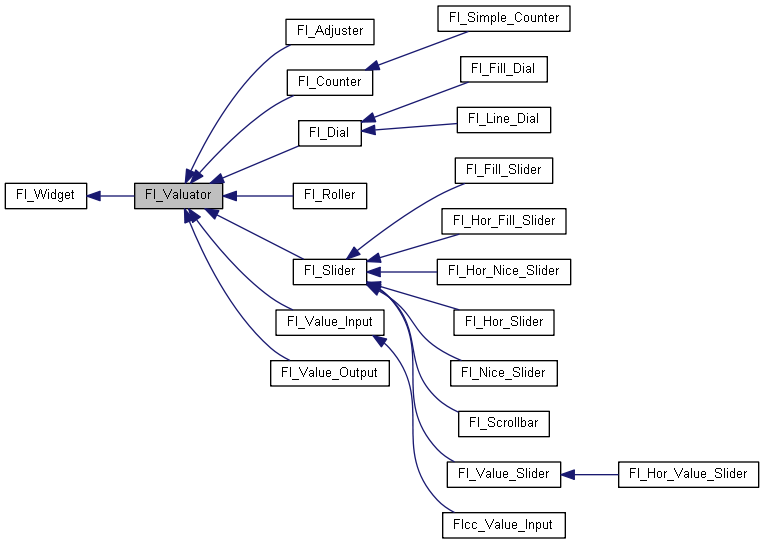 Fl_Simple_Counter
Fl_Adjuster
Fl_Counter
Fl_Fill_Dial
Fl_Line_Dial
Fl_Dial
Fl_Fill_Slider
Fl_Widget
Fl_Valuator
Fl_Roller
Fl_Hor_Fill_Slider
Fl_Slider
Fl_Hor_Nice_Slider
Fl_Value_Input
Fl_Hor_Slider
Fl_Value_Output
Fl_Nice_Slider
Fl_Scrollbar
Fl_Value_Slider
Fl_Hor_Value_Slider
Flcc_Value_Input